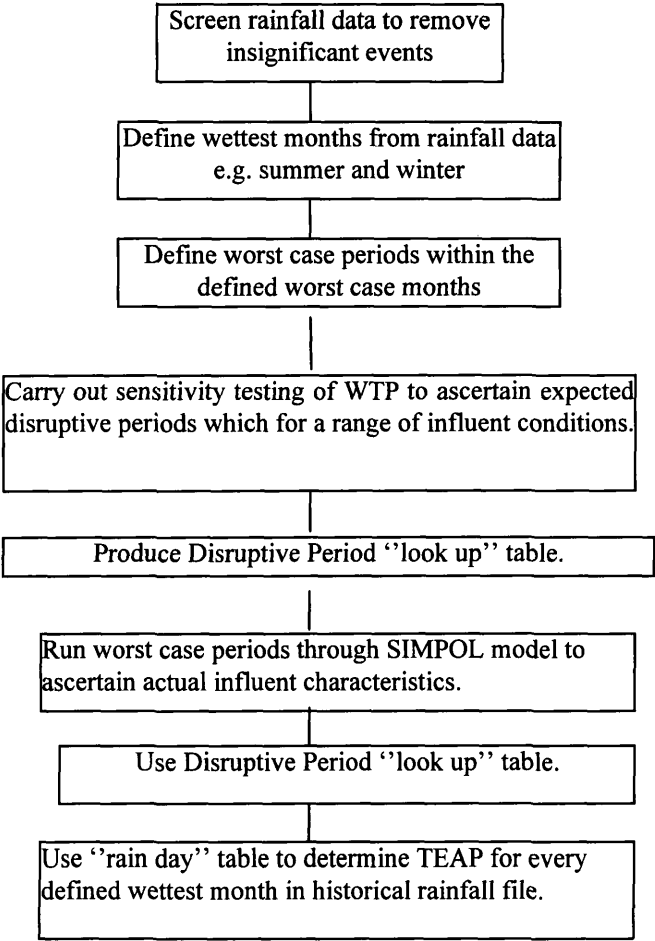 Screen rainfall data to remove
insignificant events
Define wettest months from rainfall data
e.g. summer and winter
Define worst case periods within the
defined worst case months
Carry out sensitivity testing of WTP to ascertain expected
disruptive periods which for a range of influent conditions.
Produce Disruptive Period ‘’look up’’ table.
Run worst case periods through SIMPOL model to
ascertain actual influent characteristics.
Use Disruptive Period ‘’look up’’ table.
Use ‘’rain day’’ table to determine TEAP for every
defined wettest month in historical rainfall file.